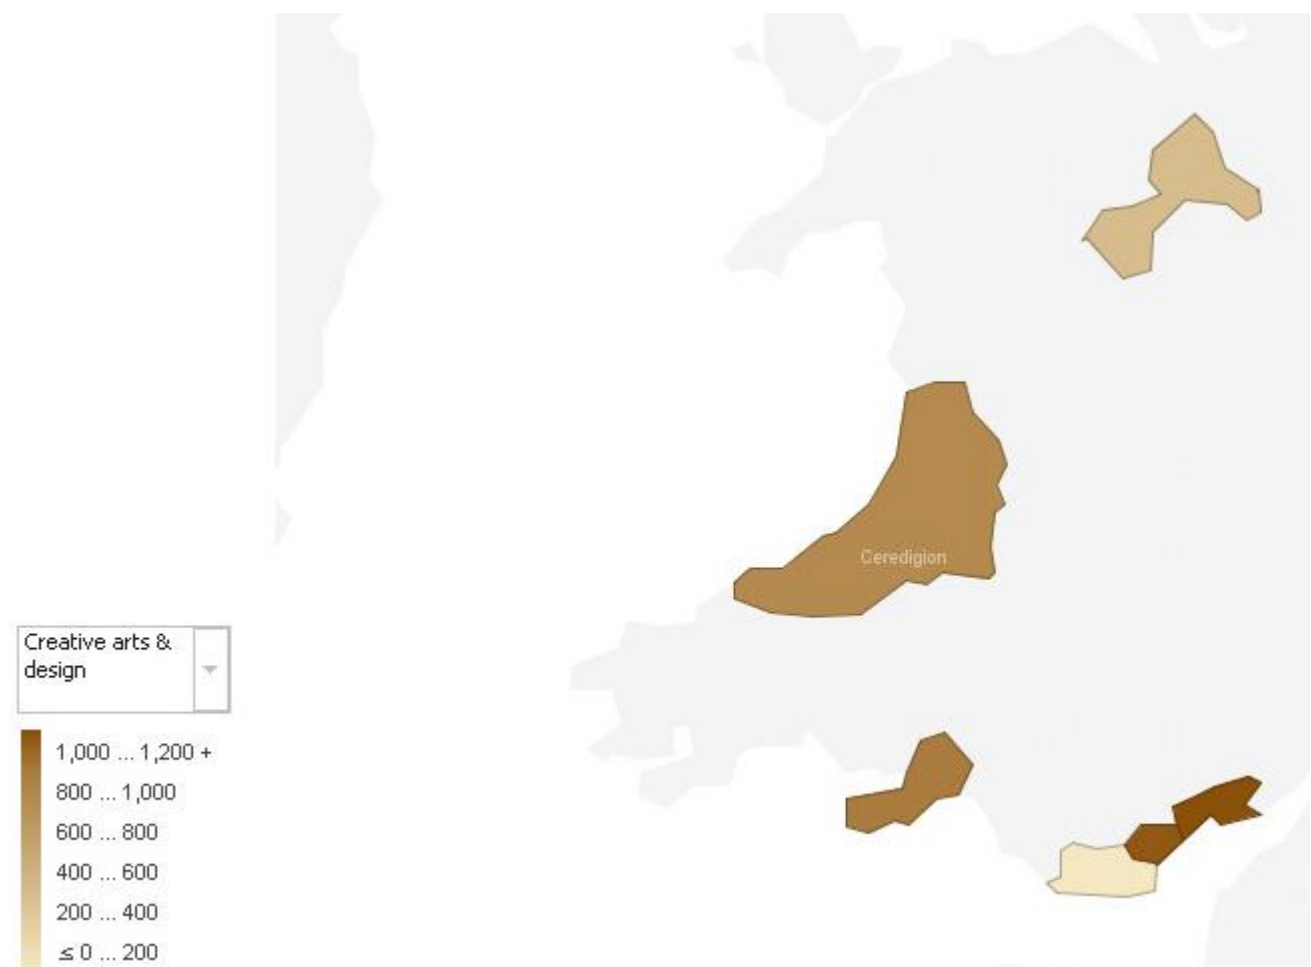 Ceredigion
Creative arts &
design
1,000 ... 1,200 +
800 ... 1,000
600 ... 800
400 ... 600
200 ... 400
≤ 0 ... 200